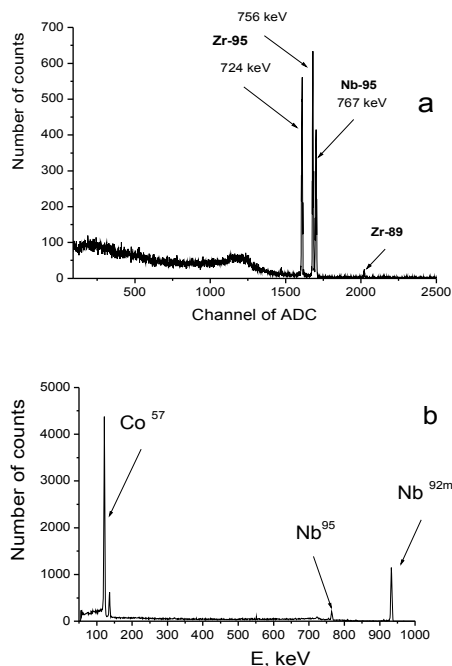 Number of counts
700
600
500
400
300
200
100
0
500
1000
1500
2000
2500
Channel of ADC
a
756 keV
Zr-95
724 keV
Nb-95
767 keV
Zr-89
Number of counts
5000
4000
3000
2000
1000
0
100 200 300 400 500 600 700 800 900 1000
E, keV
b
Co 57
Nb95
Nb 92m